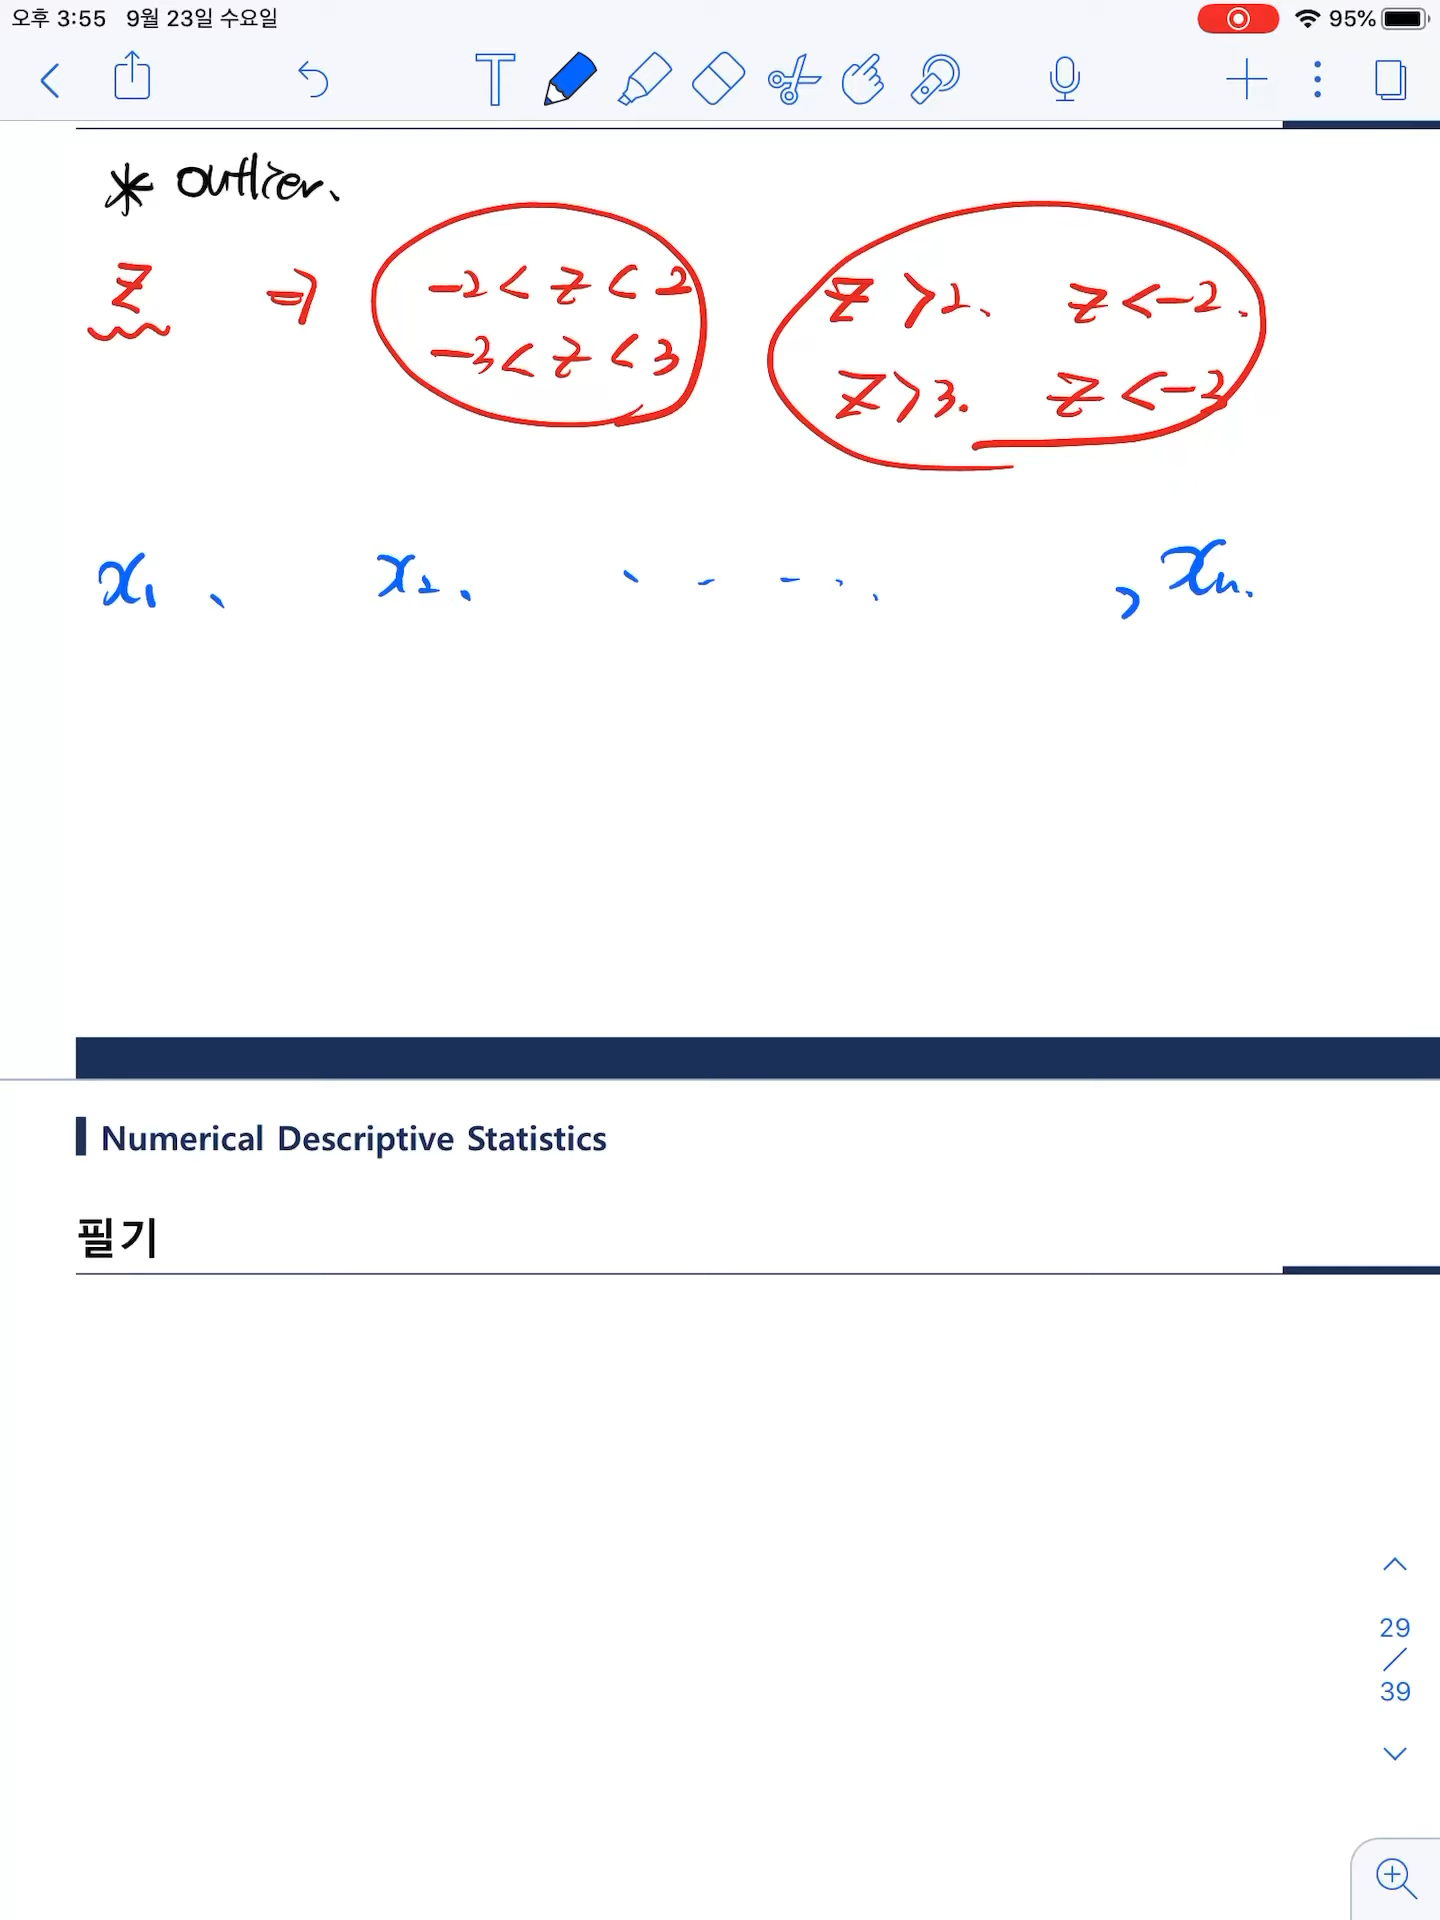 오후 3:55 9월 23일 수요일 95%
* outlier.
Z ⇒ -2 < Z < 2 Z > 2. Z < -2.
-3 < Z < 3 Z > 3. Z < -3
x₁, x₂, ....., xₙ.
Numerical Descriptive Statistics
필기
29
/
39